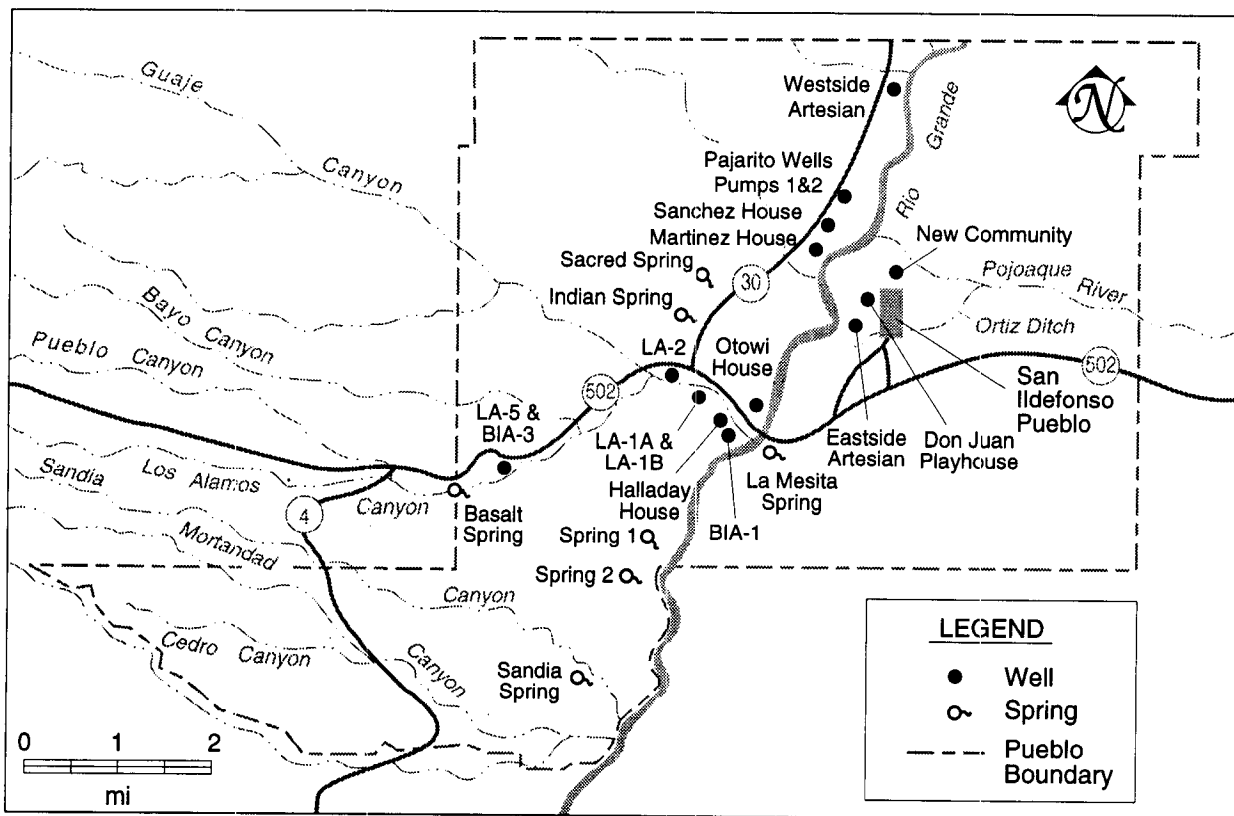 Guaje
Canyon
Westside
Artesian
N
Grande
Rio
Pajarito Wells
Pumps 1&2
Sanchez House
Martinez House
New Community
Sacred Spring
30
Pojoaque
River
Indian Spring
Ortiz Ditch
Bayo
Canyon
Pueblo Canyon
LA-2
Otowi
House
502
502
San
Ildefonso
Pueblo
LA-5 &
BIA-3
LA-1A &
LA-1B
Eastside
Artesian
Don Juan
Playhouse
Sandia
Los Alamos
Canyon
Halladay
House
La Mesita
Spring
4
Basalt
Spring
BIA-1
Mortandad
Spring 1
Spring 2
Canyon
Cedro Canyon
Canyon
Sandia
Spring
0 1 2
mi
LEGEND
Well
Spring
Pueblo
Boundary